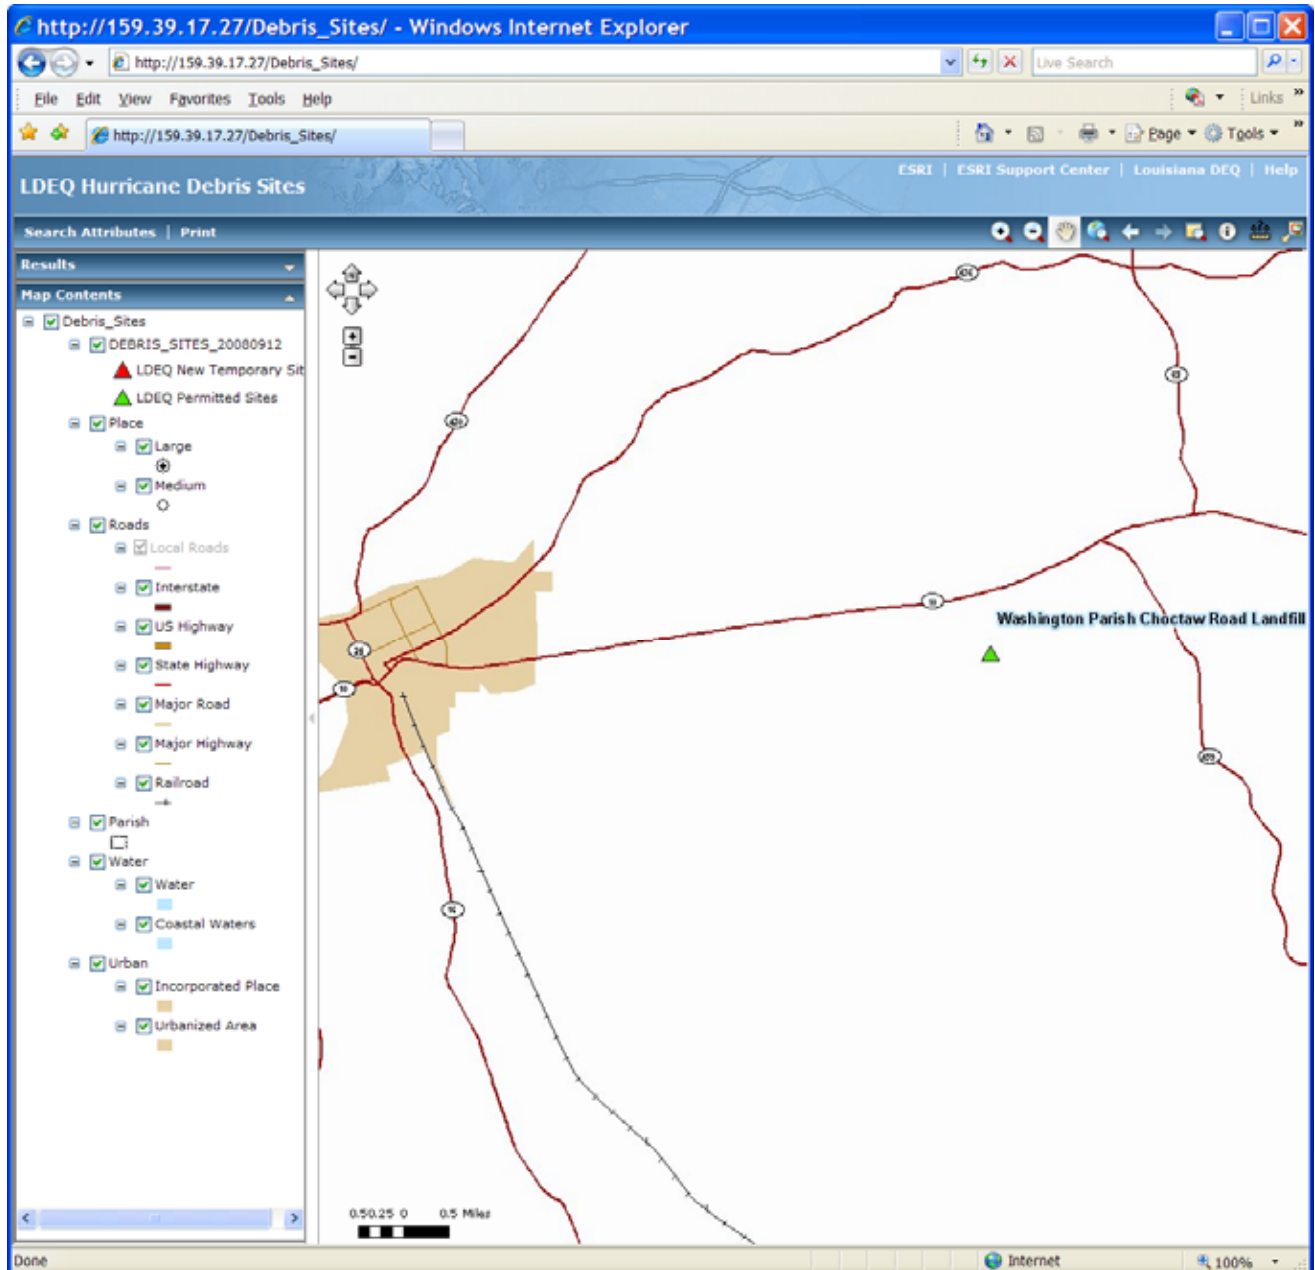 http://159.39.17.27/Debris_Sites/ - Windows Internet Explorer
http://159.39.17.27/Debris_Sites/
Live Search
File Edit View Favorites Tools Help
Links »
http://159.39.17.27/Debris_Sites/
Page Tools »
ESRI | ESRI Support Center | Louisiana DEQ | Help
LDEQ Hurricane Debris Sites
Search Attributes | Print
Results
Map Contents
Debris_Sites
DEBRIS_SITES_20080912
LDEQ New Temporary Sit
LDEQ Permitted Sites
Place
Large
Medium
Roads
Local Roads
Interstate
US Highway
State Highway
Major Road
Major Highway
Railroad
Parish
Water
Water
Coastal Waters
Urban
Incorporated Place
Urbanized Area
10
Washington Parish Choctaw Road Landfill
0.50.25 0 0.5 Miles
Done
Internet
100%